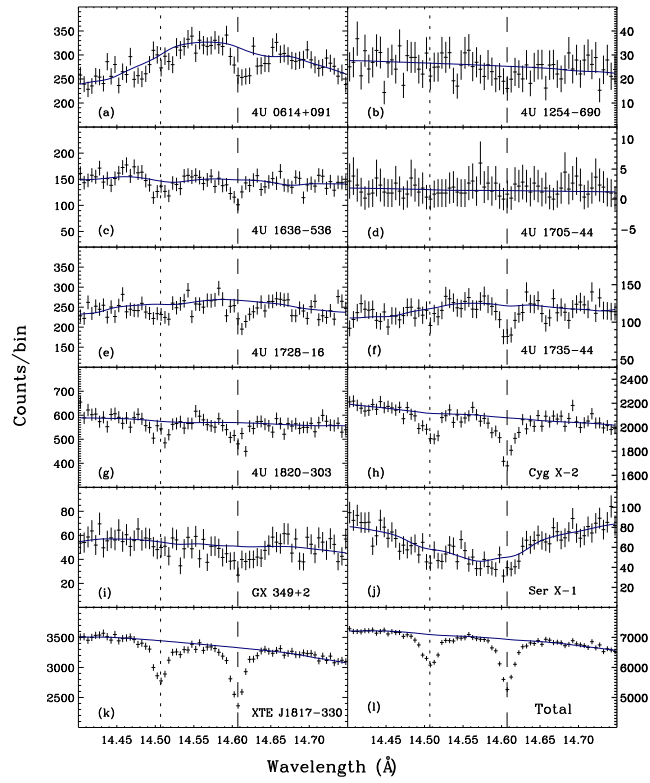 350
300
250
200
(a)
4U 0614+091
40
30
20
10
(b)
4U 1254-690
200
150
100
50
(c)
4U 1636-536
10
5
0
-5
(d)
4U 1705-44
350
300
250
200
150
(e)
4U 1728-16
150
100
50
(f)
4U 1735-44
700
600
500
400
(g)
4U 1820-303
2400
2200
2000
1800
1600
(h)
Cyg X-2
80
60
40
20
(i)
GX 349+2
100
80
60
40
20
(j)
Ser X-1
3500
3000
2500
(k)
XTE J1817-330
7000
6000
5000
(l)
Total
14.45 14.50 14.55 14.60 14.65 14.70
14.45 14.50 14.55 14.60 14.65 14.70
Counts/bin
Wavelength (Å)